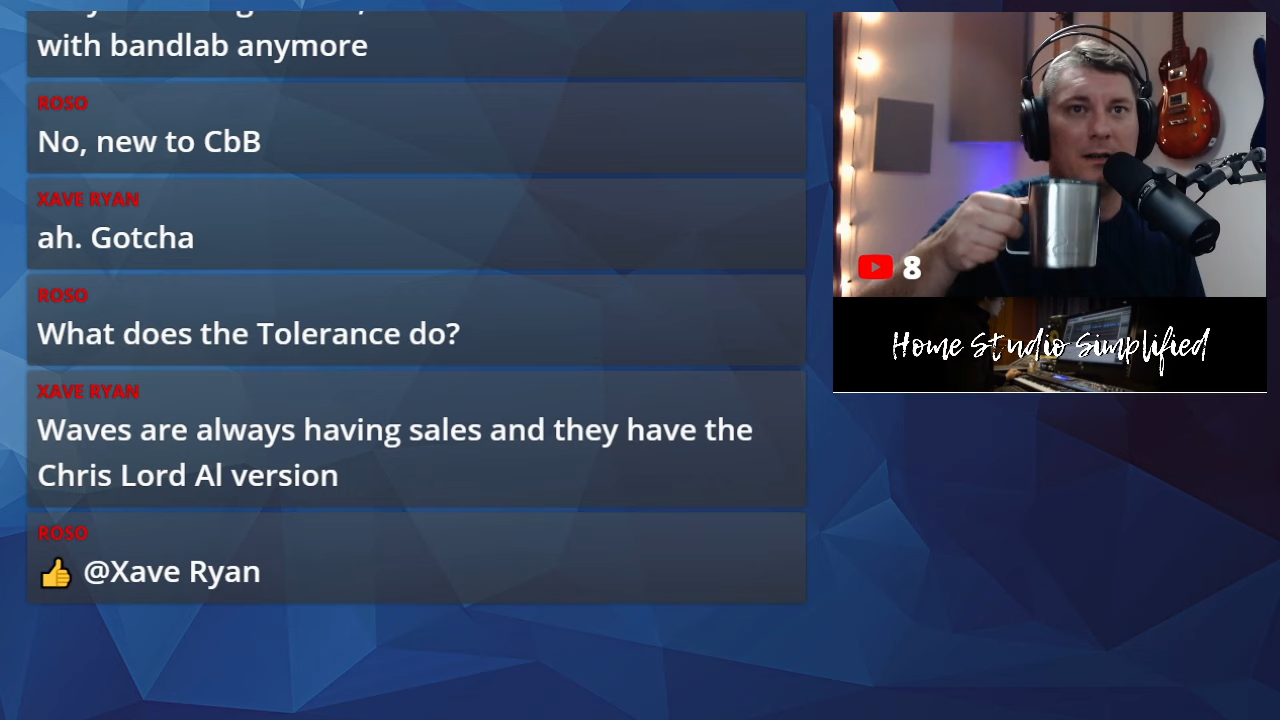 with bandlab anymore
ROSO
No, new to CbB
XAVE RYAN
ah. Gotcha
ROSO
What does the Tolerance do?
XAVE RYAN
Waves are always having sales and they have the
Chris Lord Al version
ROSO
👍 @Xave Ryan
8
Home Studio Simplified